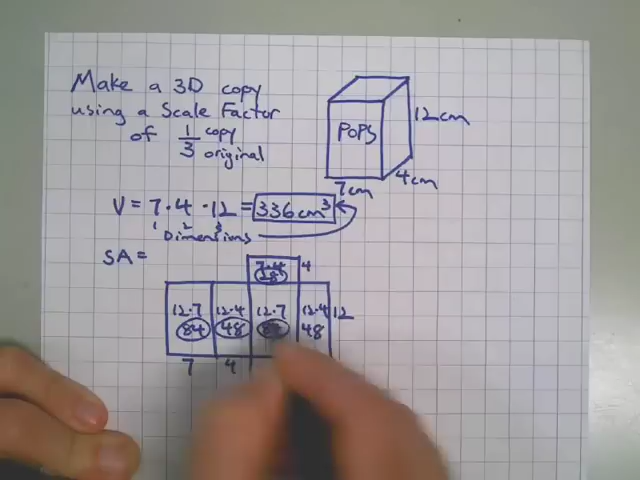 Make a 3D copy
using a Scale Factor
of 1/3 copy
original
POPS
12cm
7cm
4cm
V = 7·4·12 = 336cm³
1 2 3
Dimensions
SA =
7·4
28
4
12·7
12·4
12·7
12·4
12
84
48
48
7
4